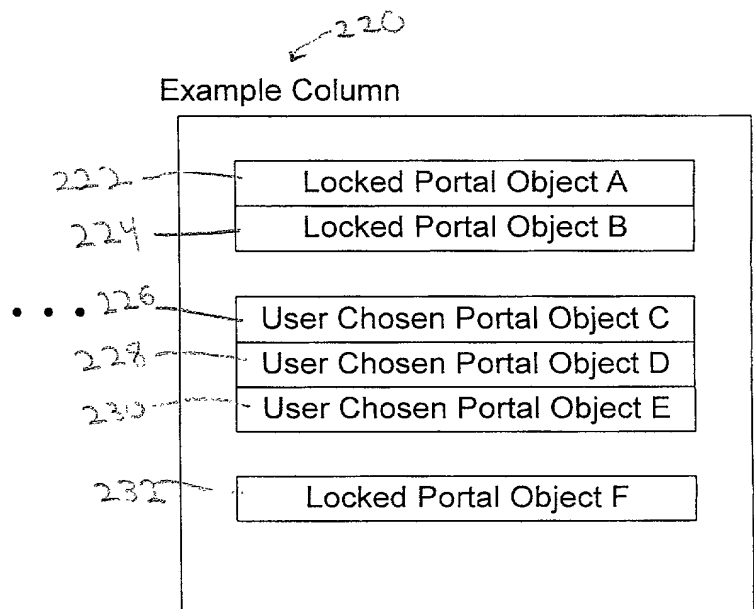 220
Example Column
222 Locked Portal Object A
224 Locked Portal Object B
... 226 User Chosen Portal Object C
228 User Chosen Portal Object D
230 User Chosen Portal Object E
232 Locked Portal Object F